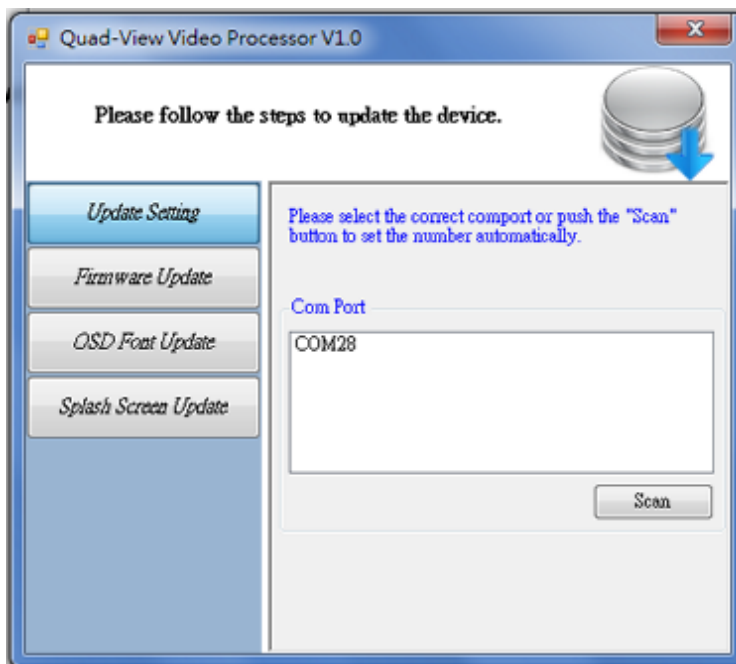 Quad-View Video Processor V1.0
Please follow the steps to update the device.
Update Setting
Firmware Update
OSD Font Update
Splash Screen Update
Please select the correct comport or push the "Scan"
button to set the number automatically.
Com Port
COM28
Scan